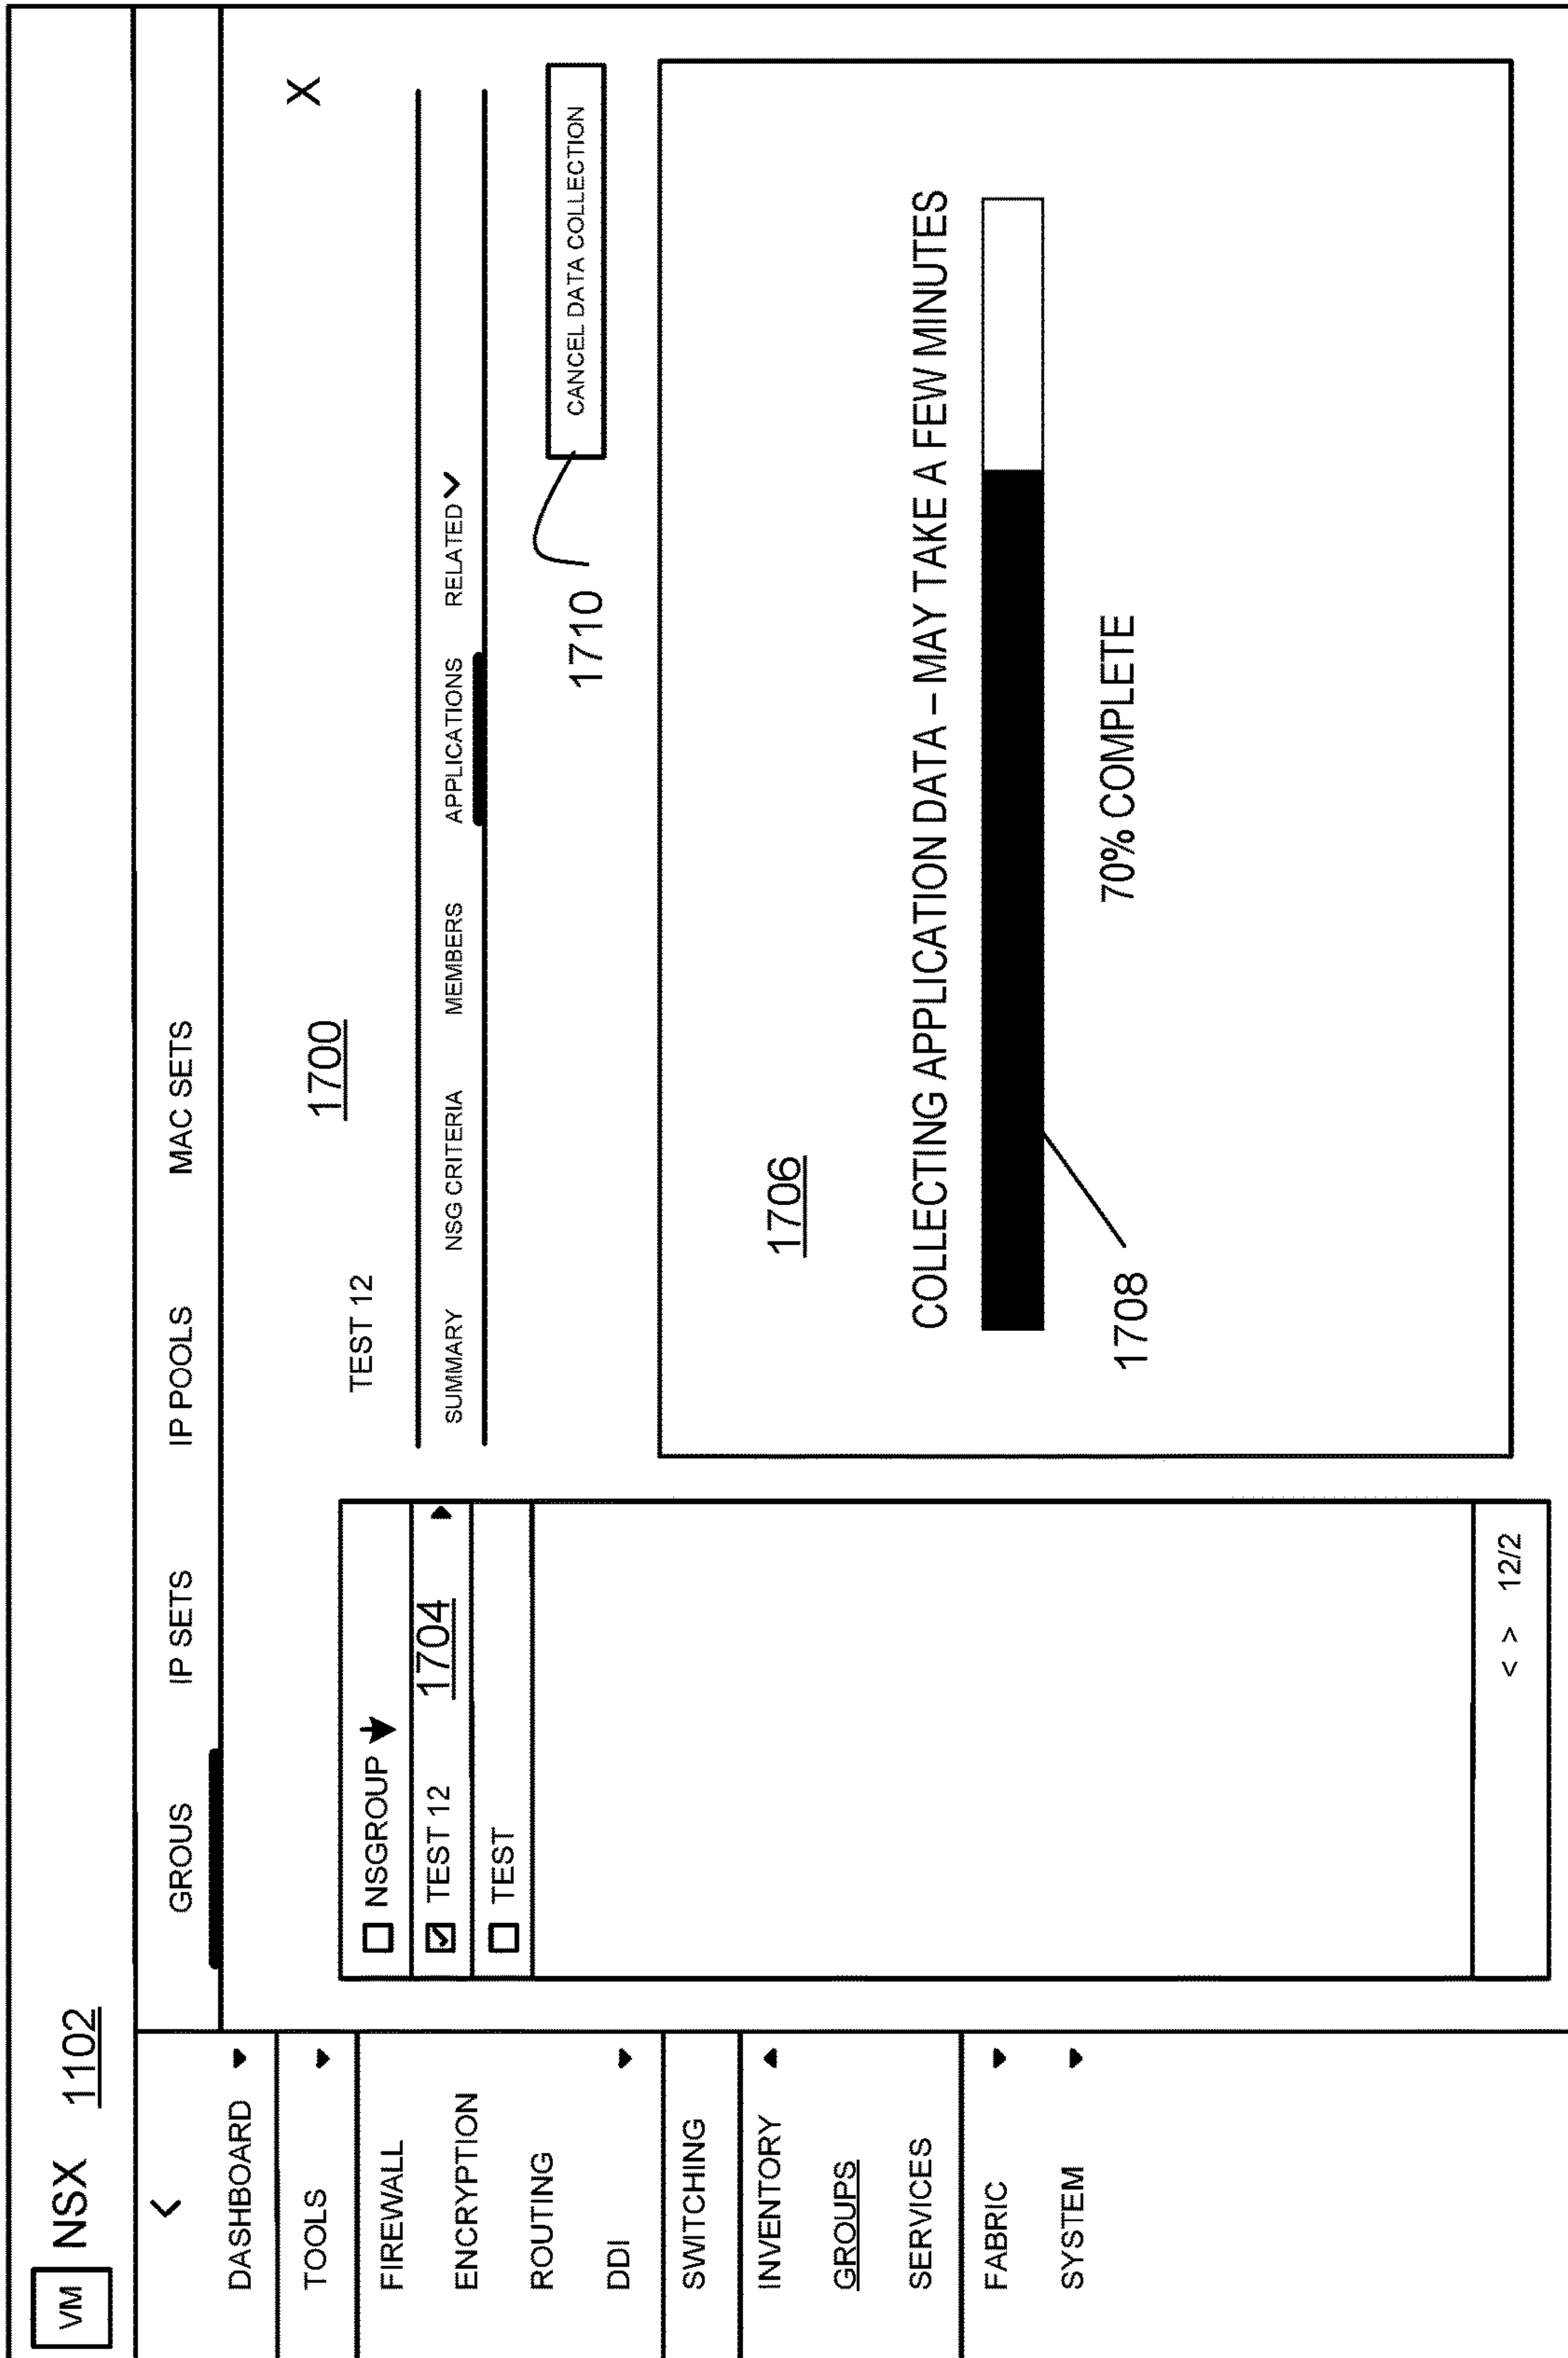 VM NSX 1102
<
DASHBOARD
TOOLS
FIREWALL
ENCRYPTION
ROUTING
DDI
SWITCHING
INVENTORY
GROUPS
SERVICES
FABRIC
SYSTEM
GROUS IP SETS IP POOLS MAC SETS
NSGROUP
TEST 12 1704
TEST
< > 12/2
1700
X
TEST 12
SUMMARY NSG CRITERIA MEMBERS APPLICATIONS RELATED
1710
CANCEL DATA COLLECTION
1706
COLLECTING APPLICATION DATA – MAY TAKE A FEW MINUTES
70% COMPLETE
1708